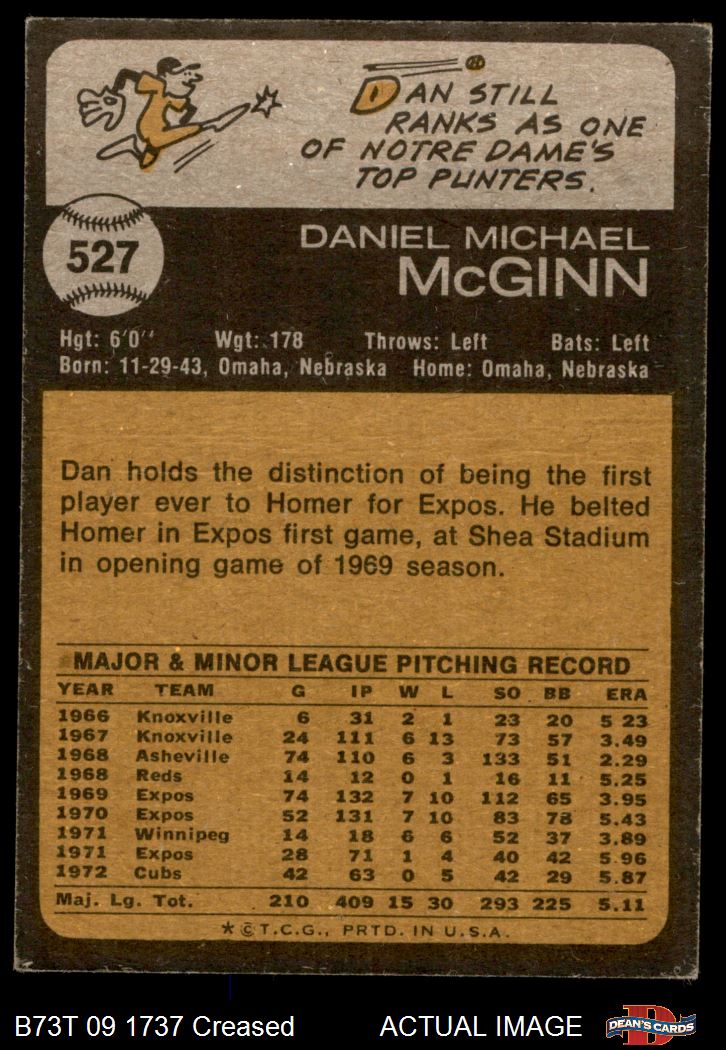 DAN STILL
RANKS AS ONE
OF NOTRE DAME'S
TOP PUNTERS.
527
DANIEL MICHAEL
McGINN
Hgt: 6'0'' Wgt: 178 Throws: Left Bats: Left
Born: 11-29-43, Omaha, Nebraska Home: Omaha, Nebraska
Dan holds the distinction of being the first
player ever to Homer for Expos. He belted
Homer in Expos first game, at Shea Stadium
in opening game of 1969 season.
MAJOR & MINOR LEAGUE PITCHING RECORD
YEAR TEAM G IP W L SO BB ERA
1966 Knoxville 6 31 2 1 23 20 5 23
1967 Knoxville 24 111 6 13 73 57 3.49
1968 Asheville 74 110 6 3 133 51 2.29
1968 Reds 14 12 0 1 16 11 5.25
1969 Expos 74 132 7 10 112 65 3.95
1970 Expos 52 131 7 10 83 78 5.43
1971 Winnipeg 14 18 6 6 52 37 3.89
1971 Expos 28 71 1 4 40 42 5.96
1972 Cubs 42 63 0 5 42 29 5.87
Maj. Lg. Tot. 210 409 15 30 293 225 5.11
* © T.C.G., PRTD. IN U.S.A.
B73T 09 1737 Creased ACTUAL IMAGE
D
DEAN'S CARDS